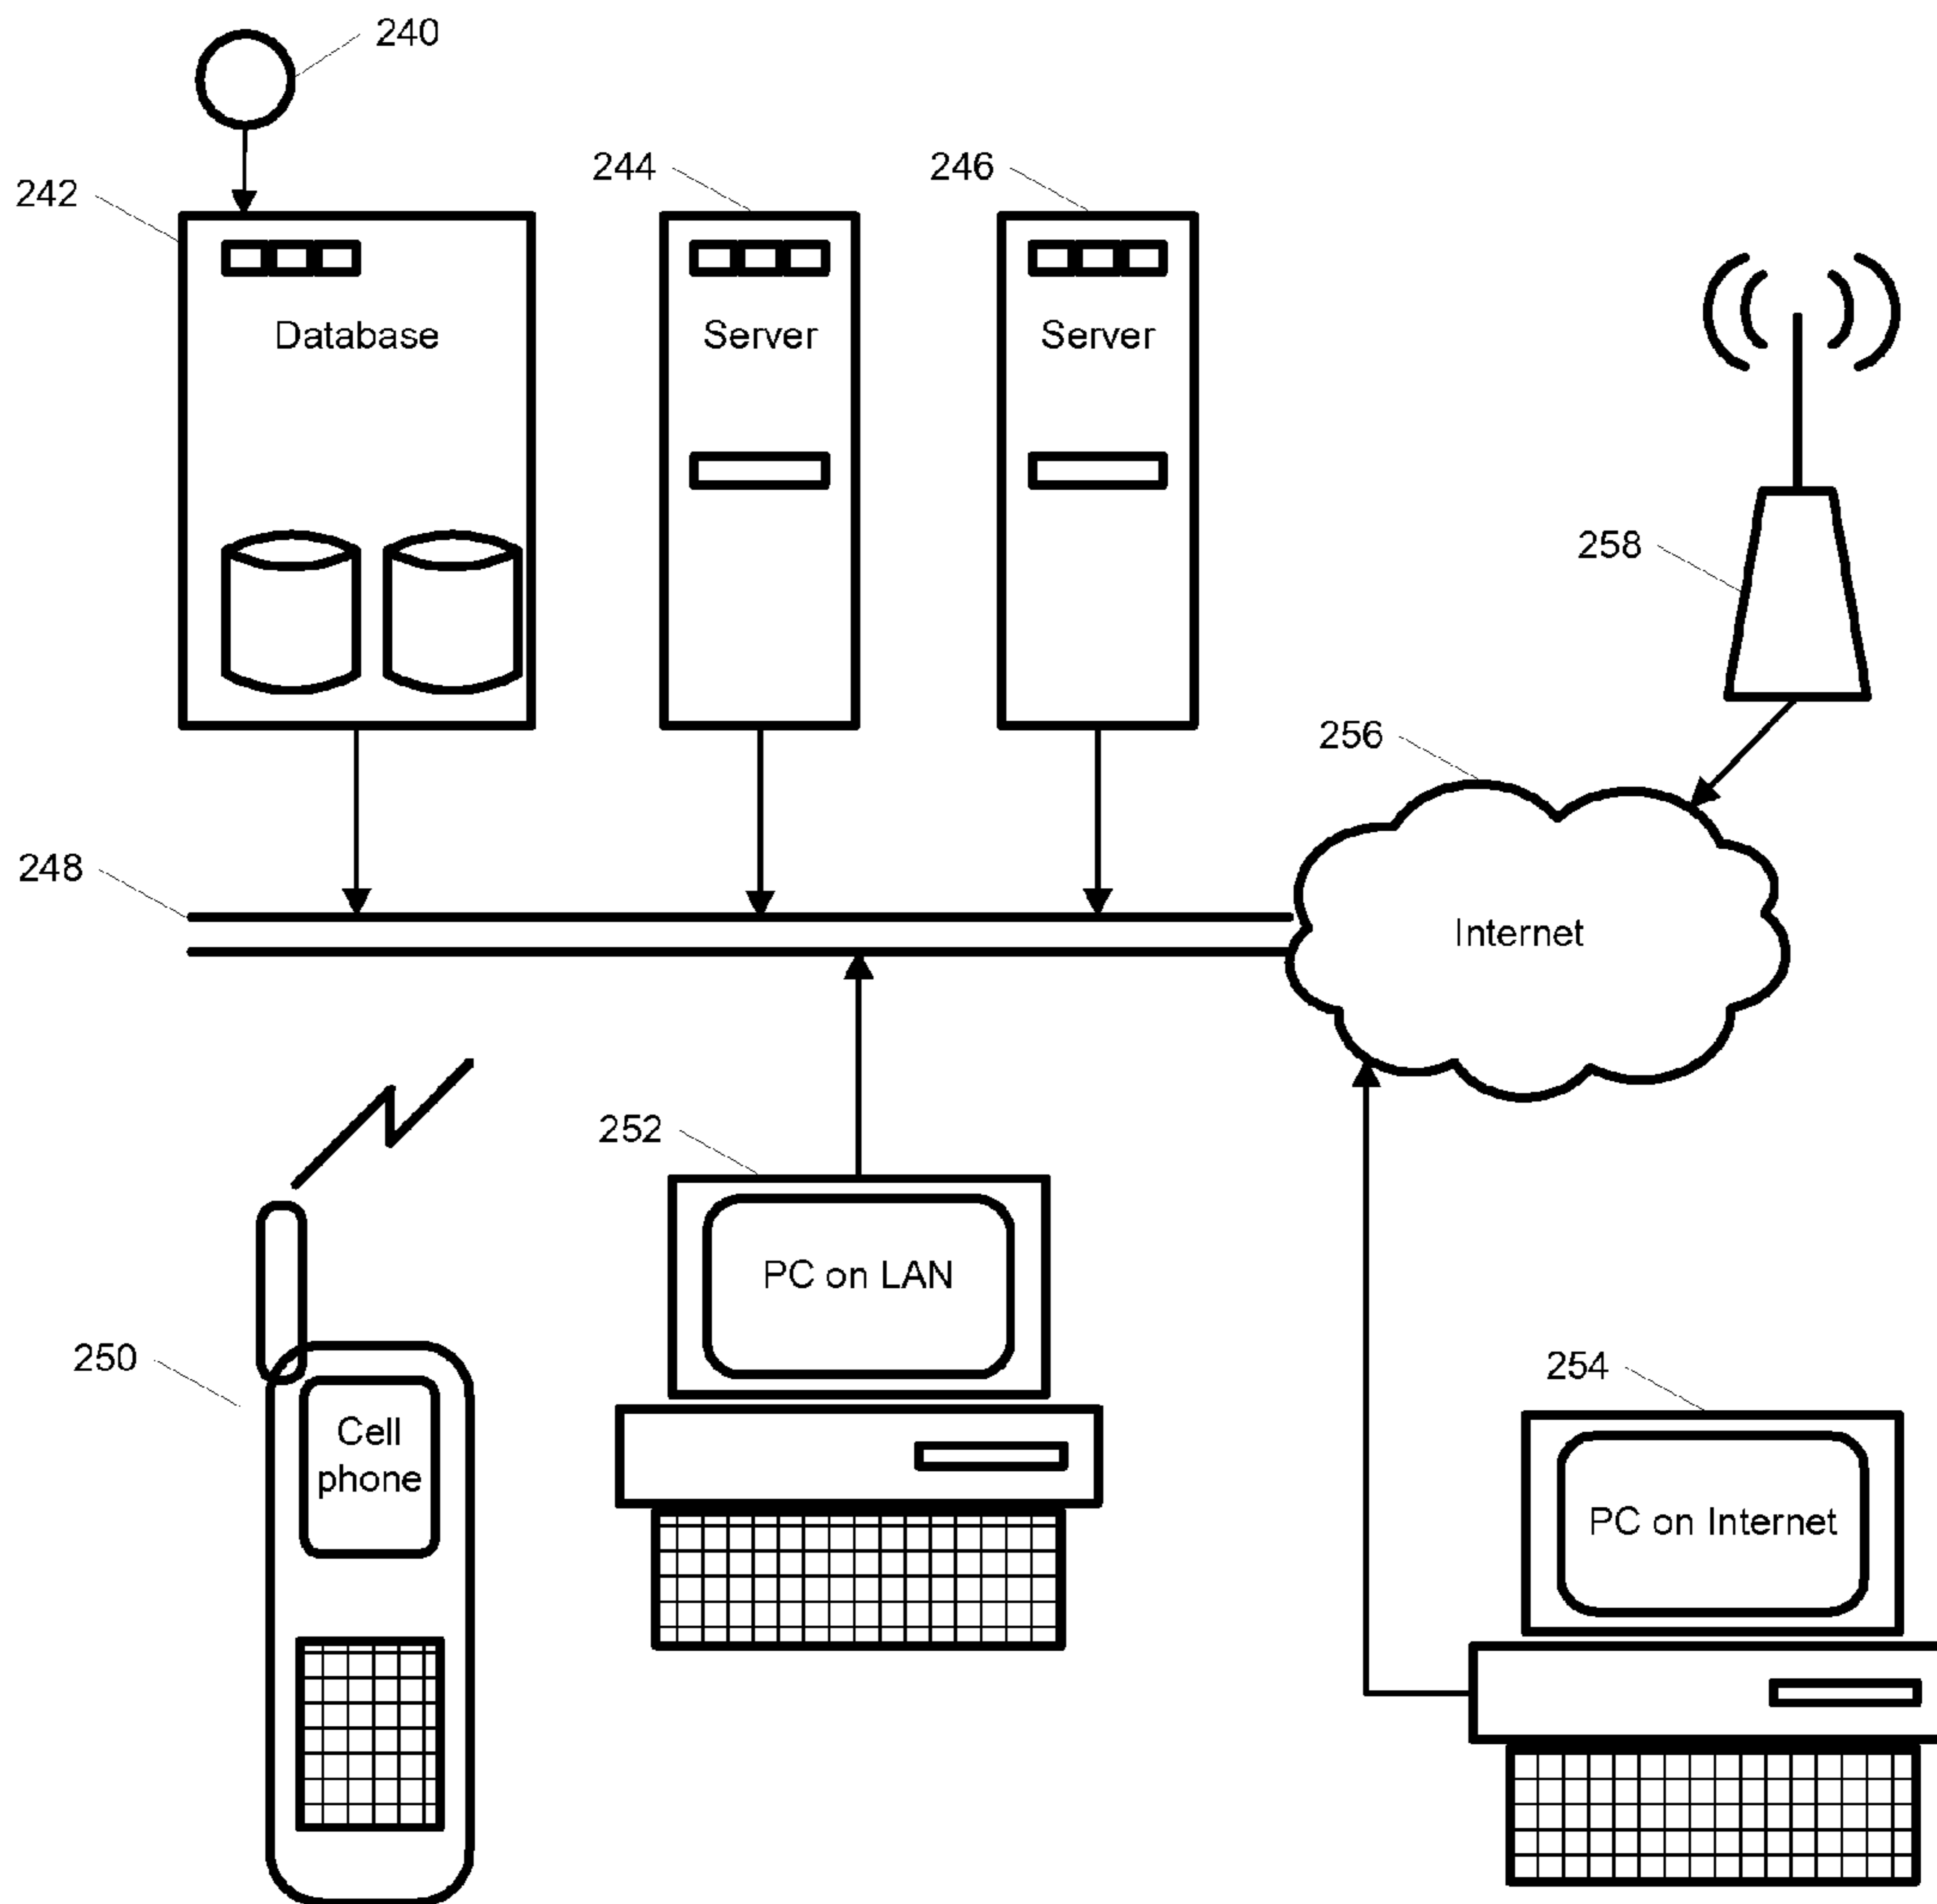 240
242
244
246
Database
Server
Server
258
256
248
Internet
252
PC on LAN
250
254
Cell
phone
PC on Internet